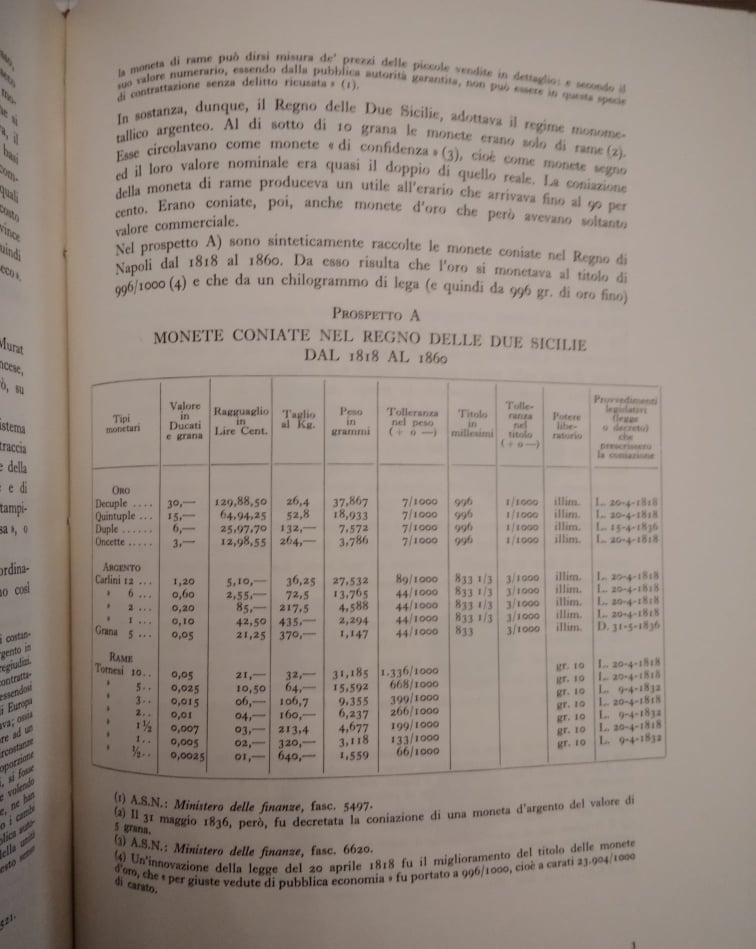 la moneta di rame può dirsi misura de' prezzi delle piccole vendite in dettaglio: e secondo il
suo valore numerario, essendo dalla pubblica autorità garantita, non può essere in questa specie
di contrattazione senza delitto ricusata » (1).
In sostanza, dunque, il Regno delle Due Sicilie, adottava il regime monome-
tallico argenteo. Al di sotto di 10 grana le monete erano solo di rame (2).
Esse circolavano come monete « di confidenza » (3), cioè come monete segno
ed il loro valore nominale era quasi il doppio di quello reale. La coniazione
della moneta di rame produceva un utile all'erario che arrivava fino al 90 per
cento. Erano coniate, poi, anche monete d'oro che però avevano soltanto
valore commerciale.
Nel prospetto A) sono sinteticamente raccolte le monete coniate nel Regno di
Napoli dal 1818 al 1860. Da esso risulta che l'oro si monetava al titolo di
996/1000 (4) e che da un chilogrammo di lega (e quindi da 996 gr. di oro fino)
PROSPETTO A
MONETE CONIATE NEL REGNO DELLE DUE SICILIE
DAL 1818 AL 1860
Tipi monetari | Valore in Ducati e grana | Ragguaglio in Lire Cent. | Taglio al Kg. | Peso in grammi | Tolleranza nel peso (+ o —) | Titolo in millesimi | Tolle-ranza nel titolo (+ o —) | Potere libe-ratorio | Provvedimenti legislativi (legge o decreto) che prescrissero la coniazione
ORO
Decuple .... 30,— 129,88,50 26,4 37,867 7/1000 996 1/1000 illim. L. 20-4-1818
Quintuple ... 15,— 64,94,25 52,8 18,933 7/1000 996 1/1000 illim. L. 20-4-1818
Duple ...... 6,— 25,97,70 132,— 7,572 7/1000 996 1/1000 illim. L. 15-4-1836
Oncette ..... 3,— 12,98,55 264,— 3,786 7/1000 996 1/1000 illim. L. 20-4-1818
ARGENTO
Carlini 12 ... 1,20 5,10,— 36,25 27,532 89/1000 833 1/3 3/1000 illim. L. 20-4-1818
» 6 ... 0,60 2,55,— 72,5 13,765 44/1000 833 1/3 3/1000 illim. L. 20-4-1818
» 2 ... 0,20 85,— 217,5 4,588 44/1000 833 1/3 3/1000 illim. L. 20-4-1818
» 1 ... 0,10 42,50 435,— 2,294 44/1000 833 1/3 3/1000 illim. L. 20-4-1818
Grana 5 ... 0,05 21,25 370,— 1,147 44/1000 833 3/1000 illim. D. 31-5-1836
RAME
Tornesi 10.. 0,05 21,— 32,— 31,185 1.336/1000 gr. 10 L. 20-4-1818
» 5.. 0,025 10,50 64,— 15,592 668/1000 gr. 10 L. 20-4-1818
» 3.. 0,015 06,— 106,7 9,355 399/1000 gr. 10 L. 9-4-1832
» 2.. 0,01 04,— 160,— 6,237 266/1000 gr. 10 L. 9-4-1832
» 1½ 0,007 03,— 213,4 4,677 199/1000 gr. 10 L. 20-4-1818
» 1.. 0,005 02,— 320,— 3,118 133/1000 gr. 10 L. 20-4-1818
» ½.. 0,0025 01,— 640,— 1,559 66/1000 gr. 10 L. 9-4-1832
(1) A.S.N.: Ministero delle finanze, fasc. 5497.
(2) Il 31 maggio 1836, però, fu decretata la coniazione di una moneta d'argento del valore di
5 grana.
(3) A.S.N.: Ministero delle finanze, fasc. 6620.
(4) Un'innovazione della legge del 20 aprile 1818 fu il miglioramento del titolo delle monete
d'oro, che « per giuste vedute di pubblica economia » fu portato a 996/1000, cioè a carati 23.904/1000
di carato.